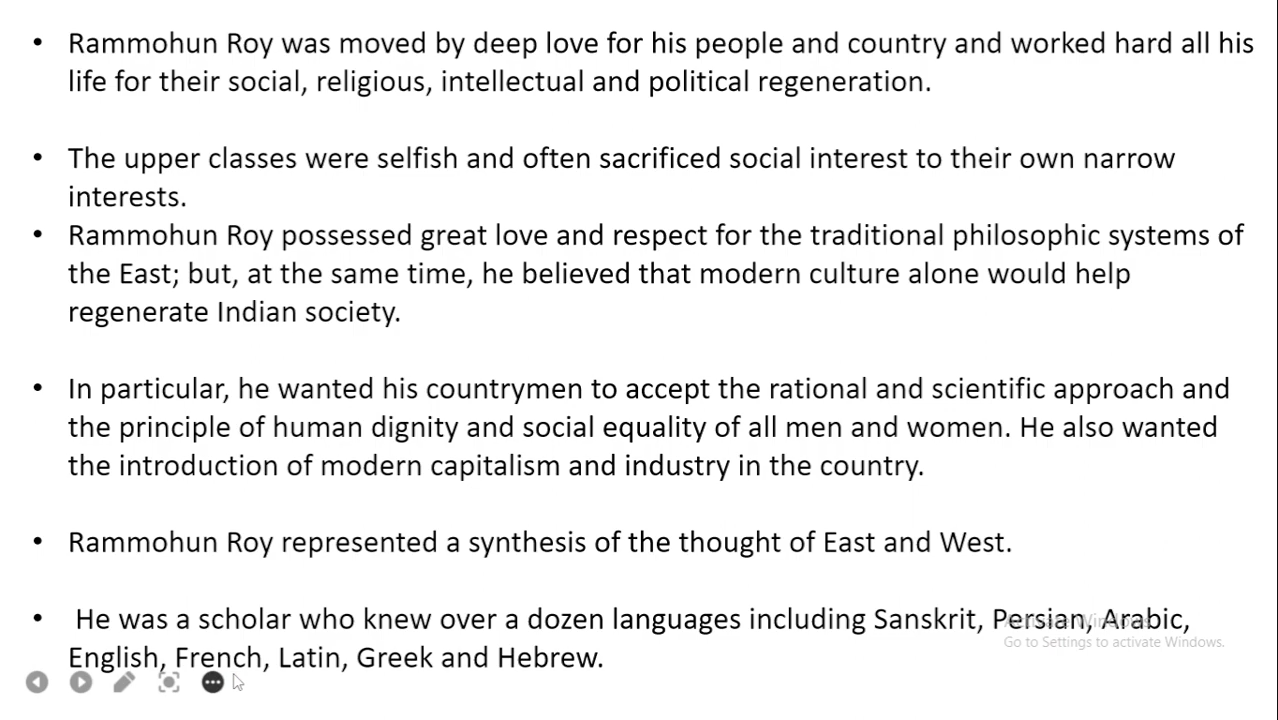 • Rammohun Roy was moved by deep love for his people and country and worked hard all his
life for their social, religious, intellectual and political regeneration.
• The upper classes were selfish and often sacrificed social interest to their own narrow
interests.
• Rammohun Roy possessed great love and respect for the traditional philosophic systems of
the East; but, at the same time, he believed that modern culture alone would help
regenerate Indian society.
• In particular, he wanted his countrymen to accept the rational and scientific approach and
the principle of human dignity and social equality of all men and women. He also wanted
the introduction of modern capitalism and industry in the country.
• Rammohun Roy represented a synthesis of the thought of East and West.
• He was a scholar who knew over a dozen languages including Sanskrit, Persian, Arabic,
English, French, Latin, Greek and Hebrew.
Activate Windows
Go to Settings to activate Windows.